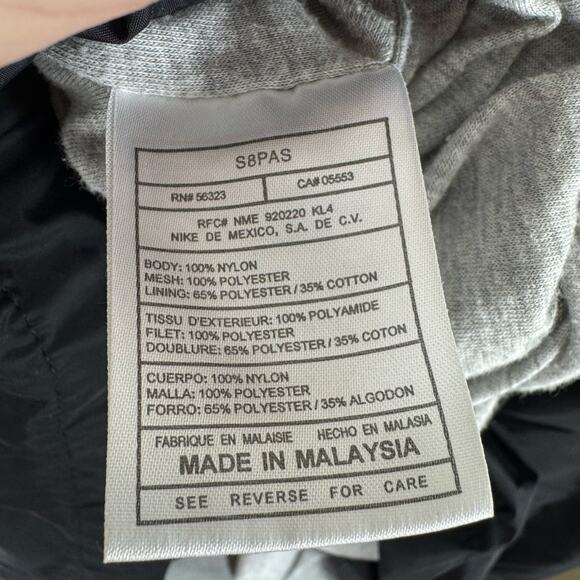 S8PAS
RN# 56323 CA# 05553
RFC# NME 920220 KL4
NIKE DE MEXICO, S.A. DE C.V.
BODY: 100% NYLON
MESH: 100% POLYESTER
LINING: 65% POLYESTER / 35% COTTON
TISSU D'EXTERIEUR: 100% POLYAMIDE
FILET: 100% POLYESTER
DOUBLURE: 65% POLYESTER / 35% COTON
CUERPO: 100% NYLON
MALLA: 100% POLYESTER
FORRO: 65% POLYESTER / 35% ALGODON
FABRIQUE EN MALAISIE HECHO EN MALASIA
MADE IN MALAYSIA
SEE REVERSE FOR CARE